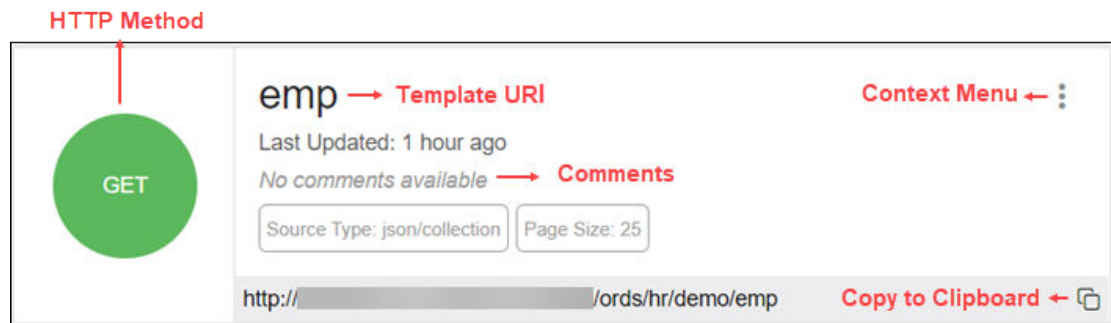 HTTP Method
emp → Template URI
Context Menu ←
Last Updated: 1 hour ago
GET
No comments available → Comments
Source Type: json/collection Page Size: 25
http:// /ords/hr/demo/emp Copy to Clipboard ←